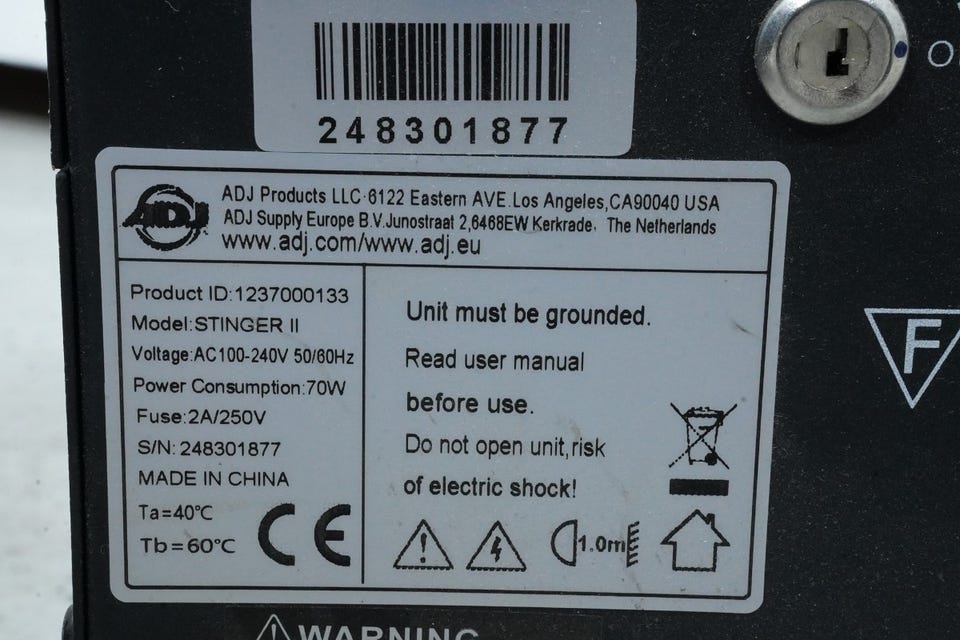 248301877
O
ADJ
ADJ Products LLC·6122 Eastern AVE.Los Angeles,CA90040 USA
ADJ Supply Europe B.V.Junostraat 2,6468EW Kerkrade, The Netherlands
www.adj.com/www.adj.eu
Product ID:1237000133
Model:STINGER II
Voltage:AC100-240V 50/60Hz
Power Consumption:70W
Fuse:2A/250V
S/N: 248301877
MADE IN CHINA
Ta=40℃
Tb=60℃
CE
Unit must be grounded.
Read user manual
before use.
Do not open unit,risk
of electric shock!
1.0m
F
WARNING